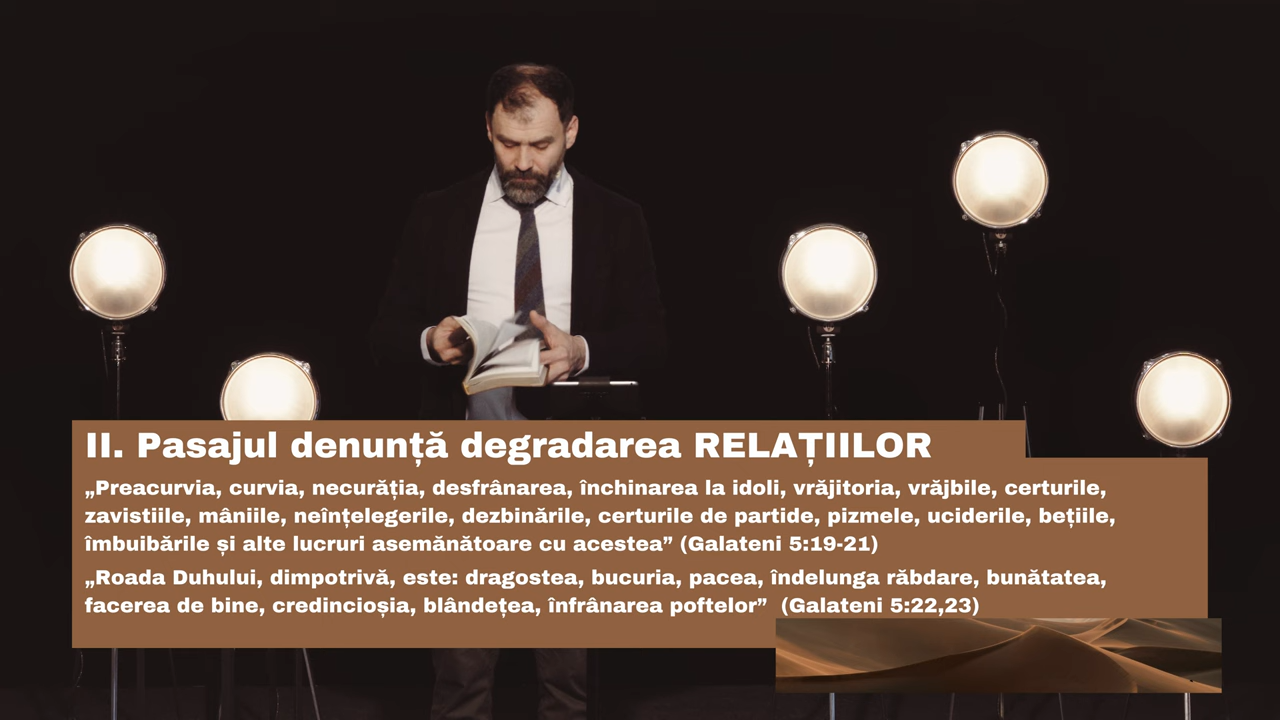 II. Pasajul denunță degradarea RELAȚIILOR
„Preacurvia, curvia, necurăția, desfrânarea, închinarea la idoli, vrăjitoria, vrăjbile, certurile,
zavistiile, mâniile, neînțelegerile, dezbinările, certurile de partide, pizmele, uciderile, bețiile,
îmbuibările și alte lucruri asemănătoare cu acestea” (Galateni 5:19-21)
„Roada Duhului, dimpotrivă, este: dragostea, bucuria, pacea, îndelunga răbdare, bunătatea,
facerea de bine, credincioșia, blândețea, înfrânarea poftelor” (Galateni 5:22,23)